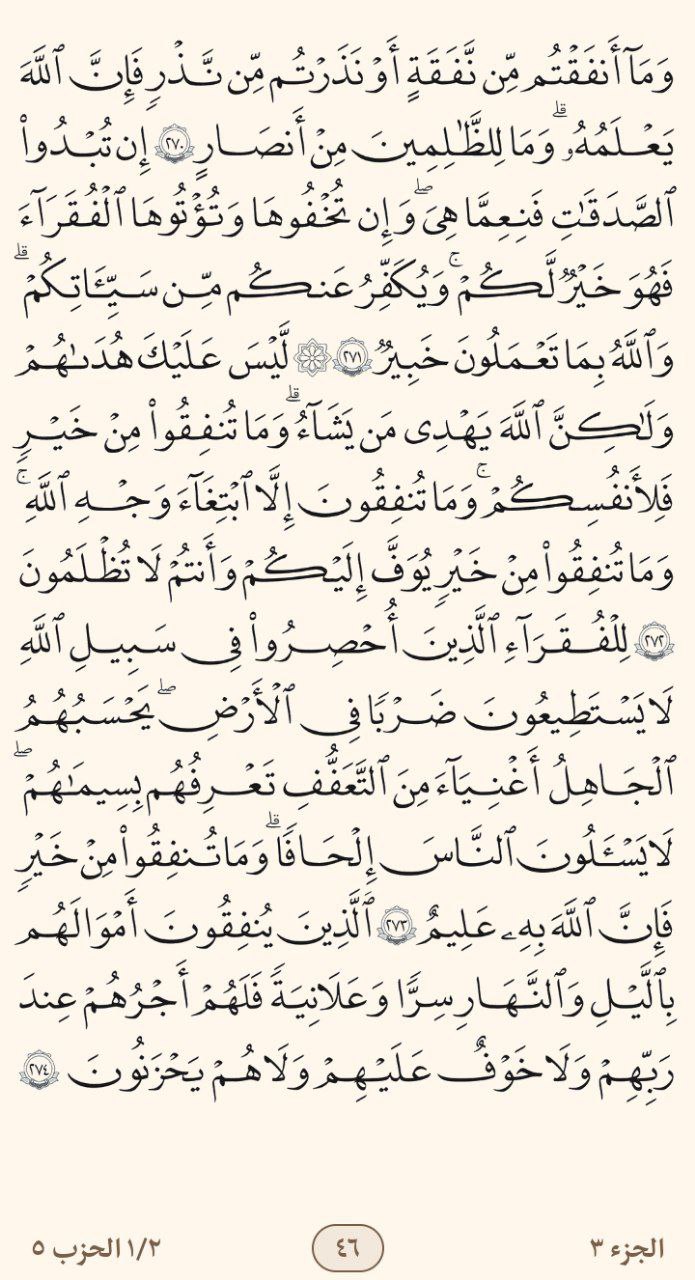 وَمَآ أَنفَقْتُم مِّن نَّفَقَةٍ أَوْ نَذَرْتُم مِّن نَّذْرٍ فَإِنَّ ٱللَّهَ
يَعْلَمُهُۥ ۗ وَمَا لِلظَّٰلِمِينَ مِنْ أَنصَارٍ ٢٧٠ إِن تُبْدُوا۟
ٱلصَّدَقَٰتِ فَنِعِمَّا هِىَ ۖ وَإِن تُخْفُوهَا وَتُؤْتُوهَا ٱلْفُقَرَآءَ
فَهُوَ خَيْرٌ لَّكُمْ ۚ وَيُكَفِّرُ عَنكُم مِّن سَيِّـَٔاتِكُمْ ۗ
وَٱللَّهُ بِمَا تَعْمَلُونَ خَبِيرٌ ٢٧١ ۞ لَّيْسَ عَلَيْكَ هُدَىٰهُمْ
وَلَٰكِنَّ ٱللَّهَ يَهْدِى مَن يَشَآءُ ۗ وَمَا تُنفِقُوا۟ مِنْ خَيْرٍ
فَلِأَنفُسِكُمْ ۚ وَمَا تُنفِقُونَ إِلَّا ٱبْتِغَآءَ وَجْهِ ٱللَّهِ ۚ
وَمَا تُنفِقُوا۟ مِنْ خَيْرٍ يُوَفَّ إِلَيْكُمْ وَأَنتُمْ لَا تُظْلَمُونَ
٢٧٢ لِلْفُقَرَآءِ ٱلَّذِينَ أُحْصِرُوا۟ فِى سَبِيلِ ٱللَّهِ
لَا يَسْتَطِيعُونَ ضَرْبًا فِى ٱلْأَرْضِ ۖ يَحْسَبُهُمُ
ٱلْجَاهِلُ أَغْنِيَآءَ مِنَ ٱلتَّعَفُّفِ تَعْرِفُهُم بِسِيمَٰهُمْ ۖ
لَا يَسْـَٔلُونَ ٱلنَّاسَ إِلْحَافًا ۗ وَمَا تُنفِقُوا۟ مِنْ خَيْرٍ
فَإِنَّ ٱللَّهَ بِهِۦ عَلِيمٌ ٢٧٣ ٱلَّذِينَ يُنفِقُونَ أَمْوَٰلَهُم
بِٱلَّيْلِ وَٱلنَّهَارِ سِرًّا وَعَلَانِيَةً فَلَهُمْ أَجْرُهُمْ عِندَ
رَبِّهِمْ وَلَا خَوْفٌ عَلَيْهِمْ وَلَا هُمْ يَحْزَنُونَ ٢٧٤
الجزء ٣
٤٦
١/٢ الحزب ٥